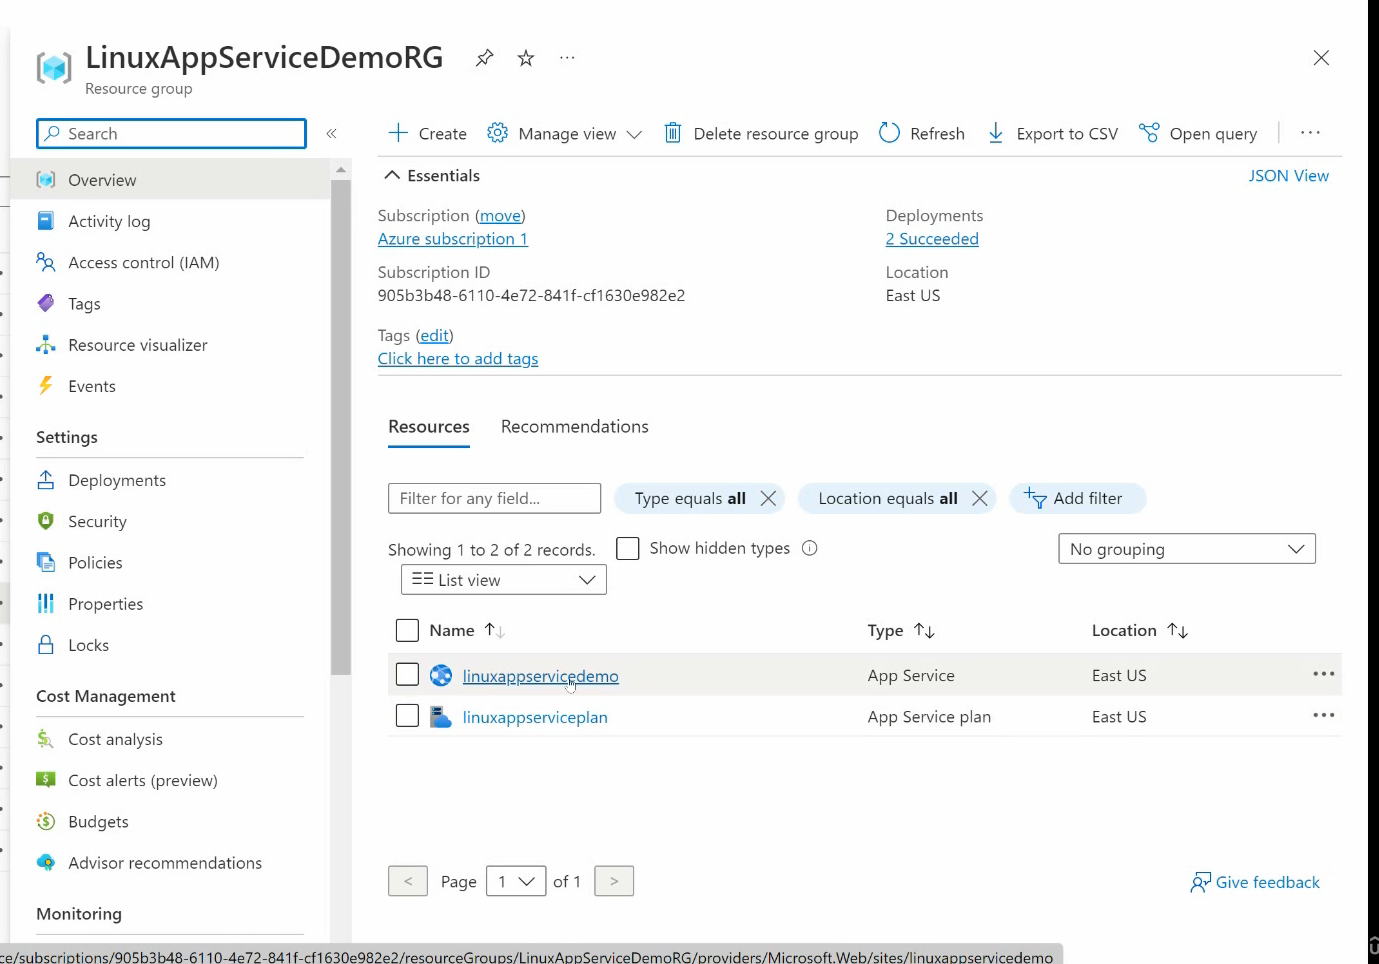 LinuxAppServiceDemoRG
Resource group
Search
«
Overview
Activity log
Access control (IAM)
Tags
Resource visualizer
Events
Settings
Deployments
Security
Policies
Properties
Locks
Cost Management
Cost analysis
Cost alerts (preview)
Budgets
Advisor recommendations
Monitoring
Create Manage view Delete resource group Refresh Export to CSV Open query ...
Essentials JSON View
Subscription (move)
Azure subscription 1
Subscription ID
905b3b48-6110-4e72-841f-cf1630e982e2
Tags (edit)
Click here to add tags
Deployments
2 Succeeded
Location
East US
Resources Recommendations
Filter for any field... Type equals all Location equals all Add filter
Showing 1 to 2 of 2 records. Show hidden types No grouping
List view
Name Type Location
linuxappservicedemo App Service East US ...
linuxappserviceplan App Service plan East US ...
< Page 1 of 1 > Give feedback
ce/subscriptions/905b3b48-6110-4e72-841f-cf1630e982e2/resourceGroups/LinuxAppServiceDemoRG/providers/Microsoft.Web/sites/linuxappservicedemo